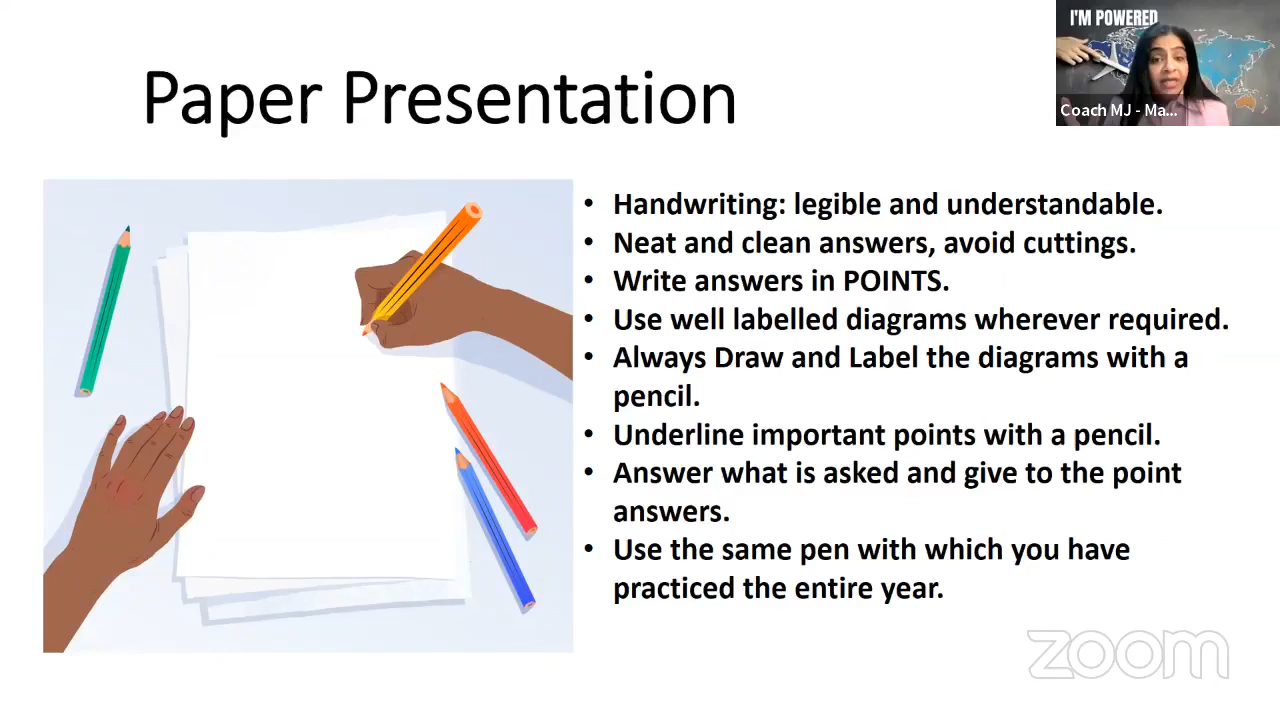 I'M POWERED
Coach MJ - Ma...
Paper Presentation
• Handwriting: legible and understandable.
• Neat and clean answers, avoid cuttings.
• Write answers in POINTS.
• Use well labelled diagrams wherever required.
• Always Draw and Label the diagrams with a
pencil.
• Underline important points with a pencil.
• Answer what is asked and give to the point
answers.
• Use the same pen with which you have
practiced the entire year.
zoom